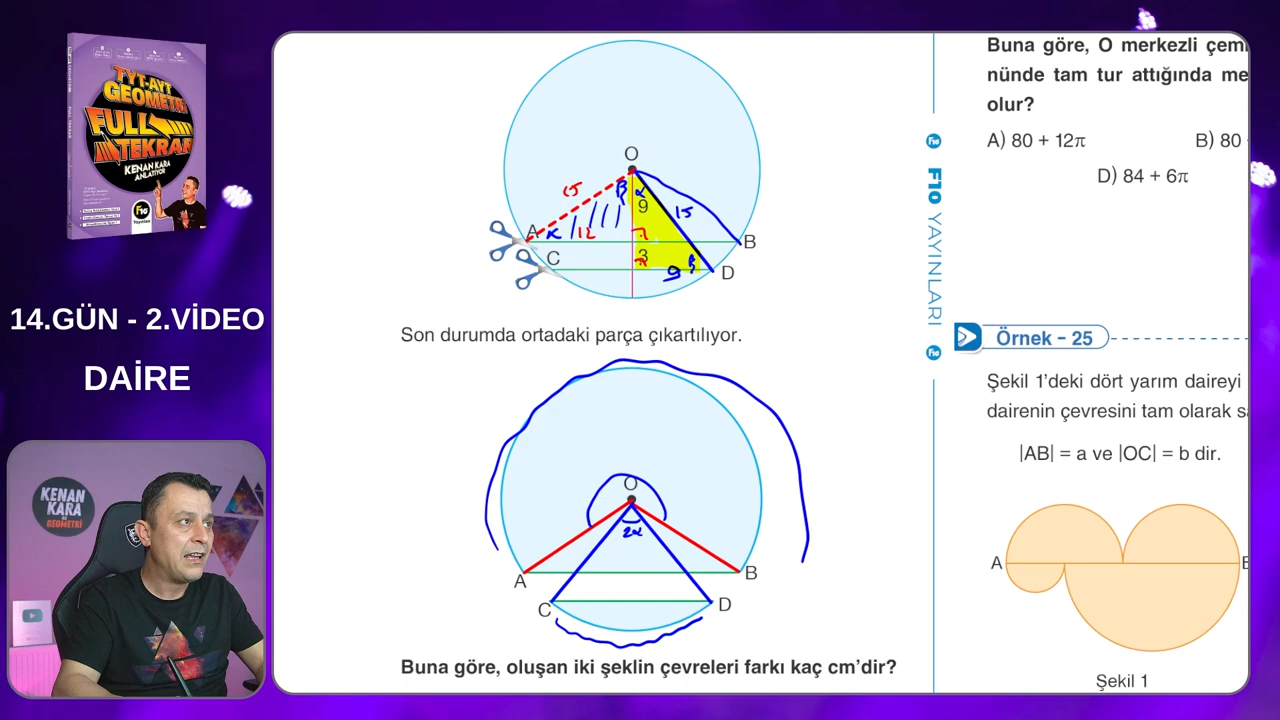 TYT-AYT
GEOMETRİ
FULL
TEKRAR
KENAN KARA
ANLATIYOR
F10
Yayınları
14.GÜN - 2.VİDEO
DAİRE
KENAN
KARA
GEOMETRİ
O
15
β
α
9
15
A
α
12
B
C
3
9
β
D
Son durumda ortadaki parça çıkartılıyor.
O
2α
A
B
C
D
Buna göre, oluşan iki şeklin çevreleri farkı kaç cm'dir?
F10 YAYINLARI
Buna göre, O merkezli çem
nünde tam tur attığında me
olur?
A) 80 + 12π
B) 80
D) 84 + 6π
Örnek - 25
Şekil 1'deki dört yarım daireyi
dairenin çevresini tam olarak sa
|AB| = a ve |OC| = b dir.
A
Şekil 1